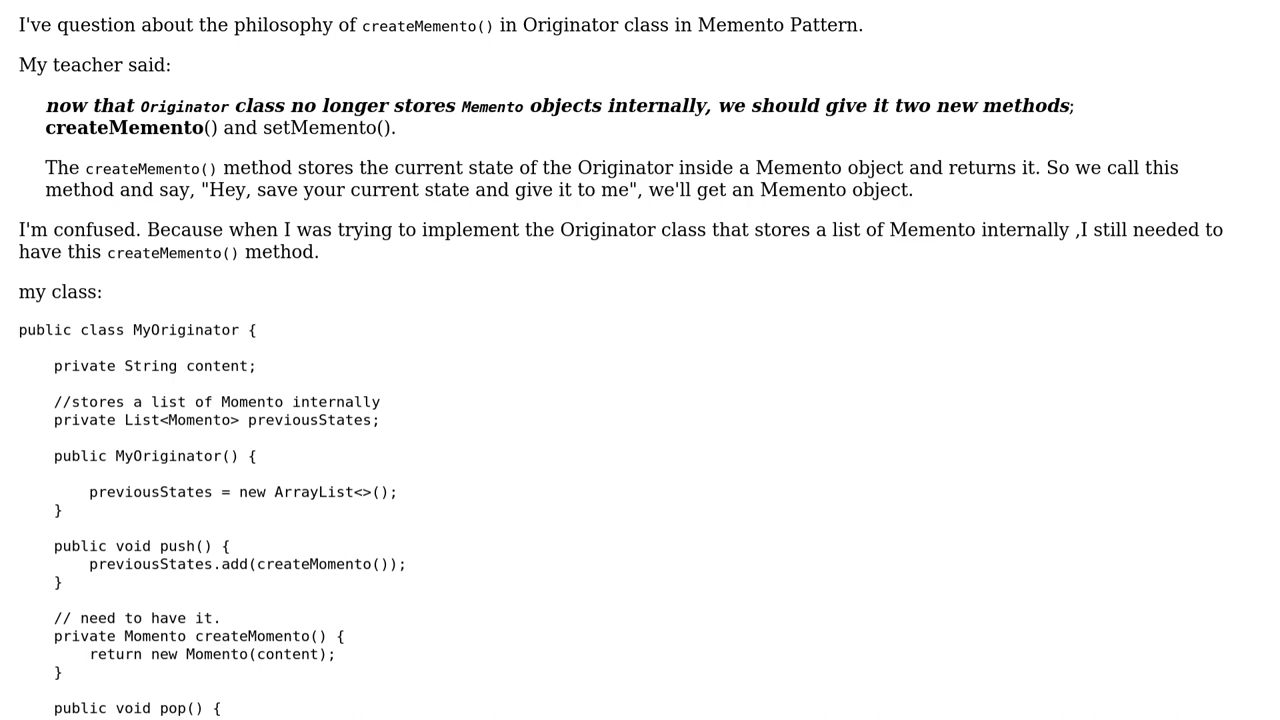 I've question about the philosophy of createMemento() in Originator class in Memento Pattern.
My teacher said:
now that Originator class no longer stores Memento objects internally, we should give it two new methods;
createMemento() and setMemento().
The createMemento() method stores the current state of the Originator inside a Memento object and returns it. So we call this
method and say, "Hey, save your current state and give it to me", we'll get an Memento object.
I'm confused. Because when I was trying to implement the Originator class that stores a list of Memento internally ,I still needed to
have this createMemento() method.
my class:
public class MyOriginator {
private String content;
//stores a list of Momento internally
private List<Momento> previousStates;
public MyOriginator() {
previousStates = new ArrayList<>();
}
public void push() {
previousStates.add(createMomento());
}
// need to have it.
private Momento createMomento() {
return new Momento(content);
}
public void pop() {